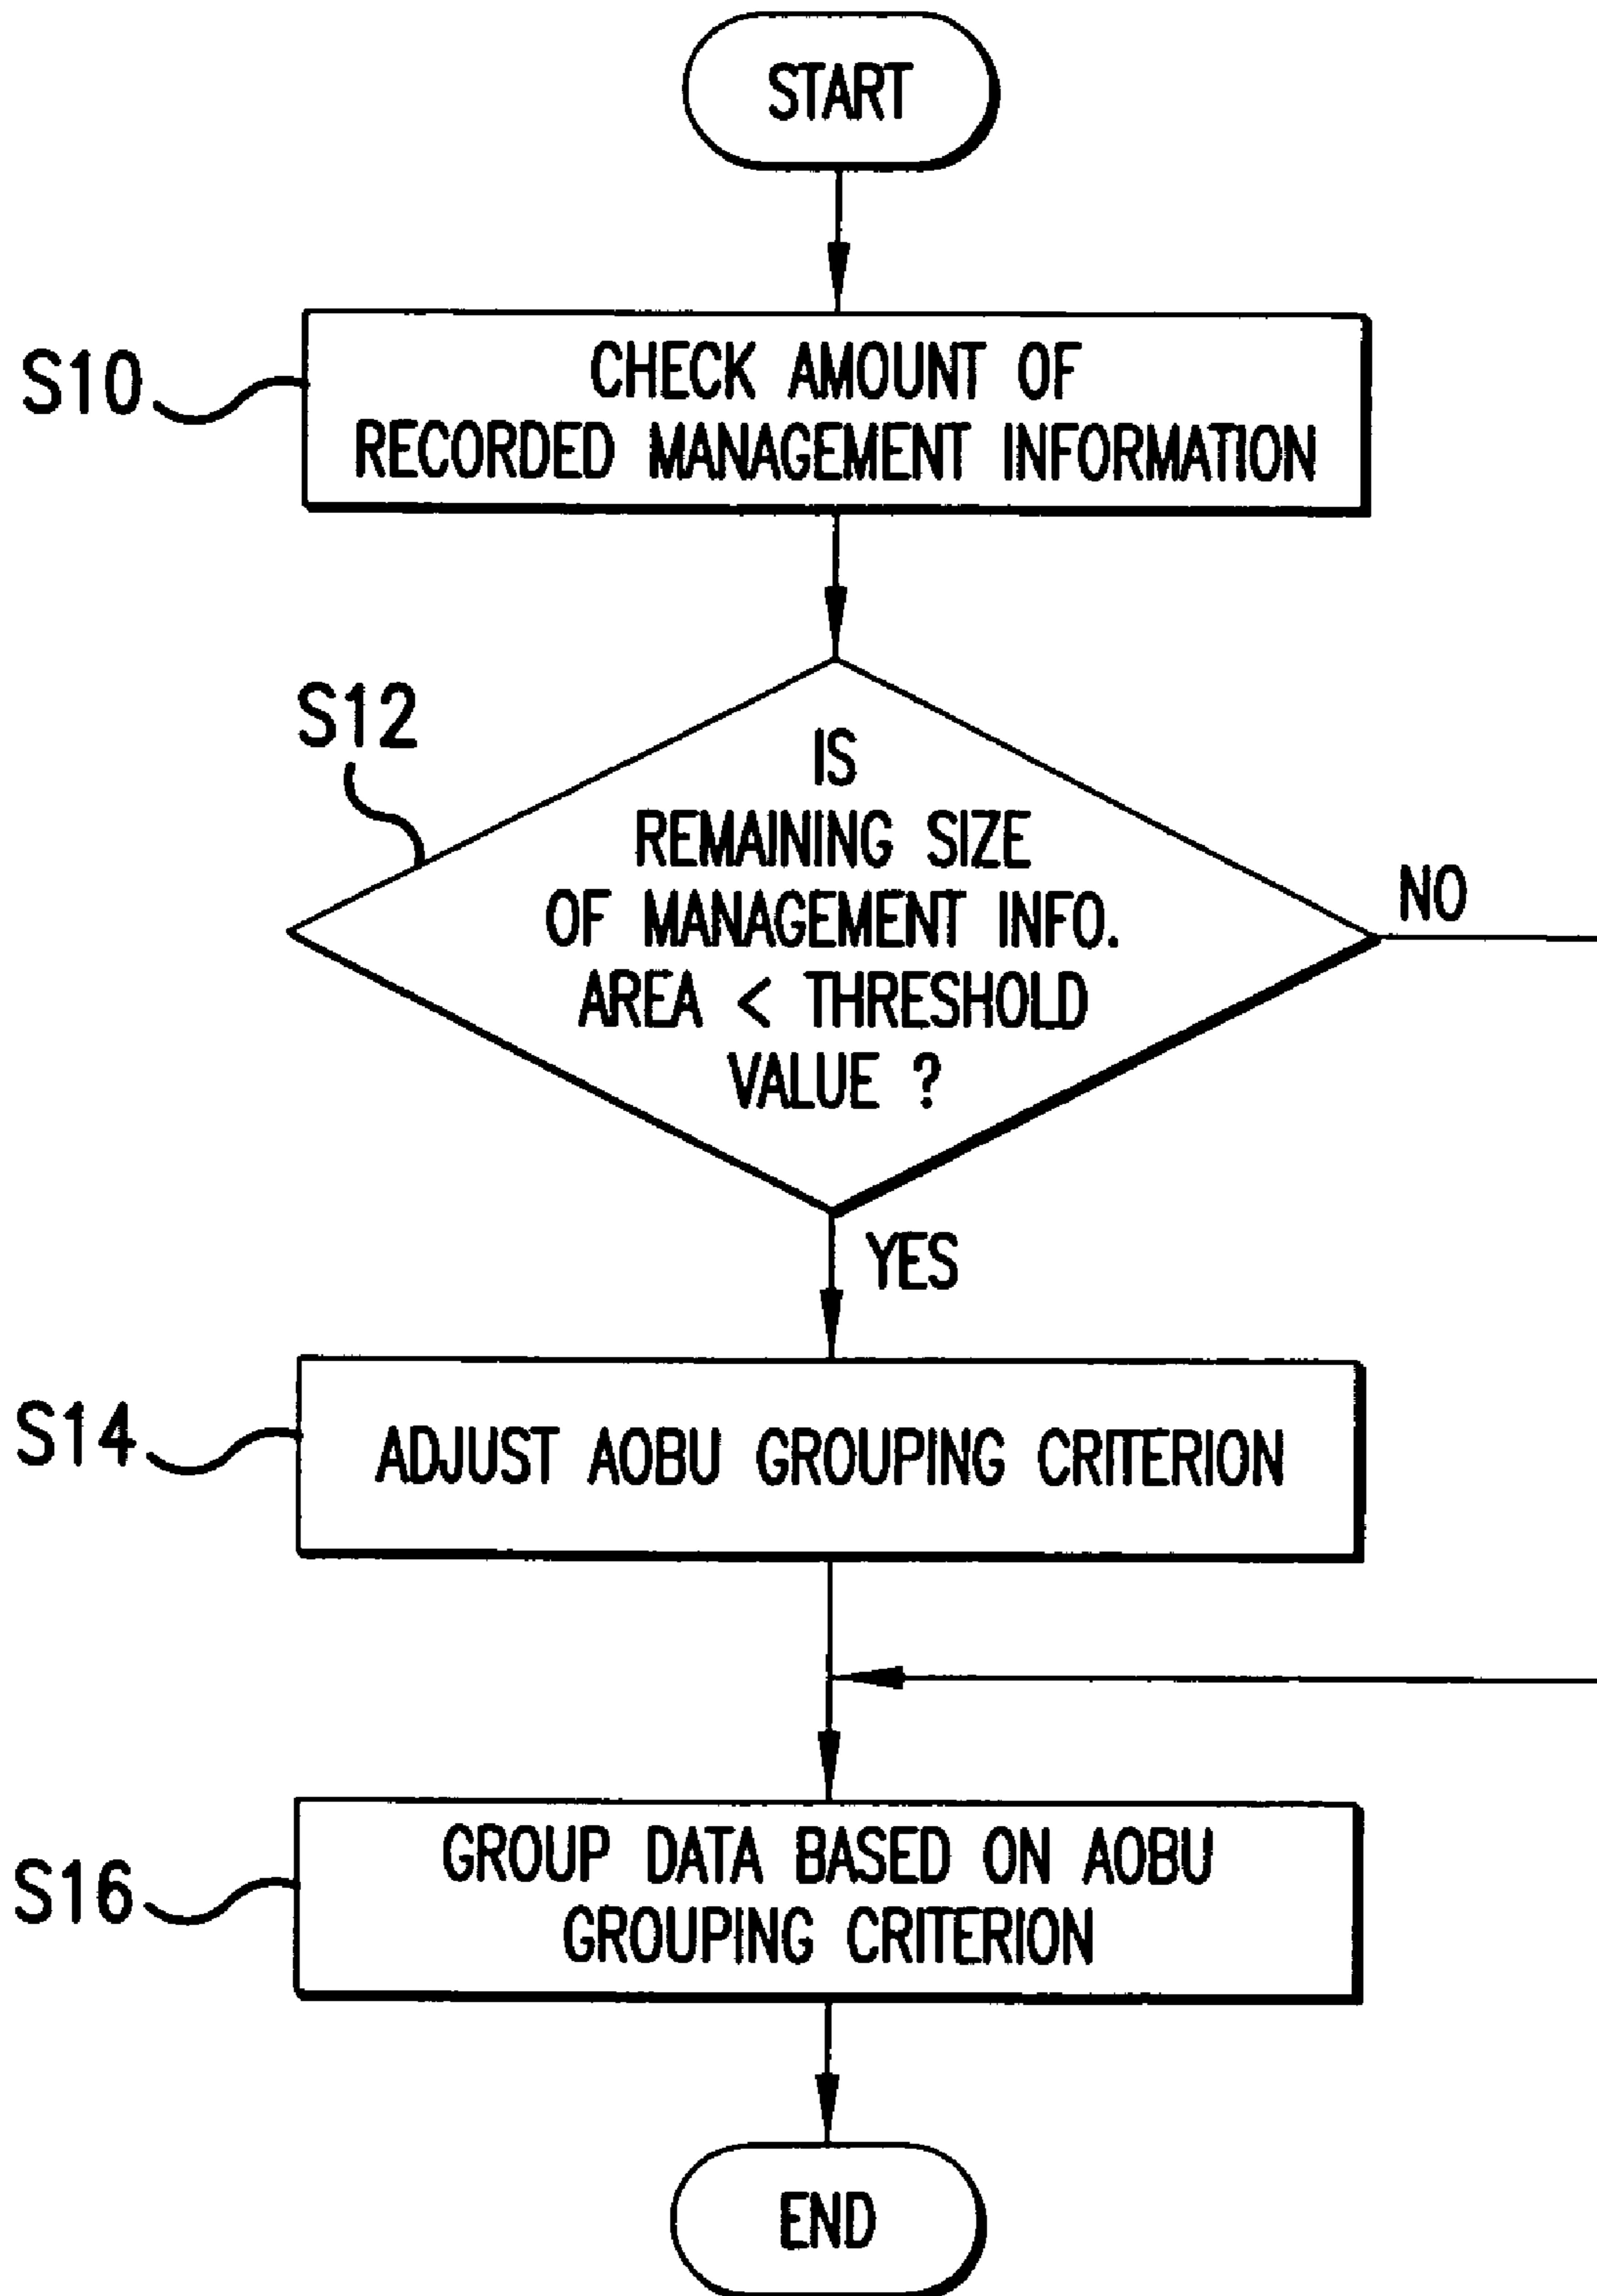 START
S10
CHECK AMOUNT OF
RECORDED MANAGEMENT INFORMATION
S12
IS
REMAINING SIZE
OF MANAGEMENT INFO.
AREA < THRESHOLD
VALUE ?
NO
YES
S14
ADJUST AOBU GROUPING CRITERION
S16
GROUP DATA BASED ON AOBU
GROUPING CRITERION
END